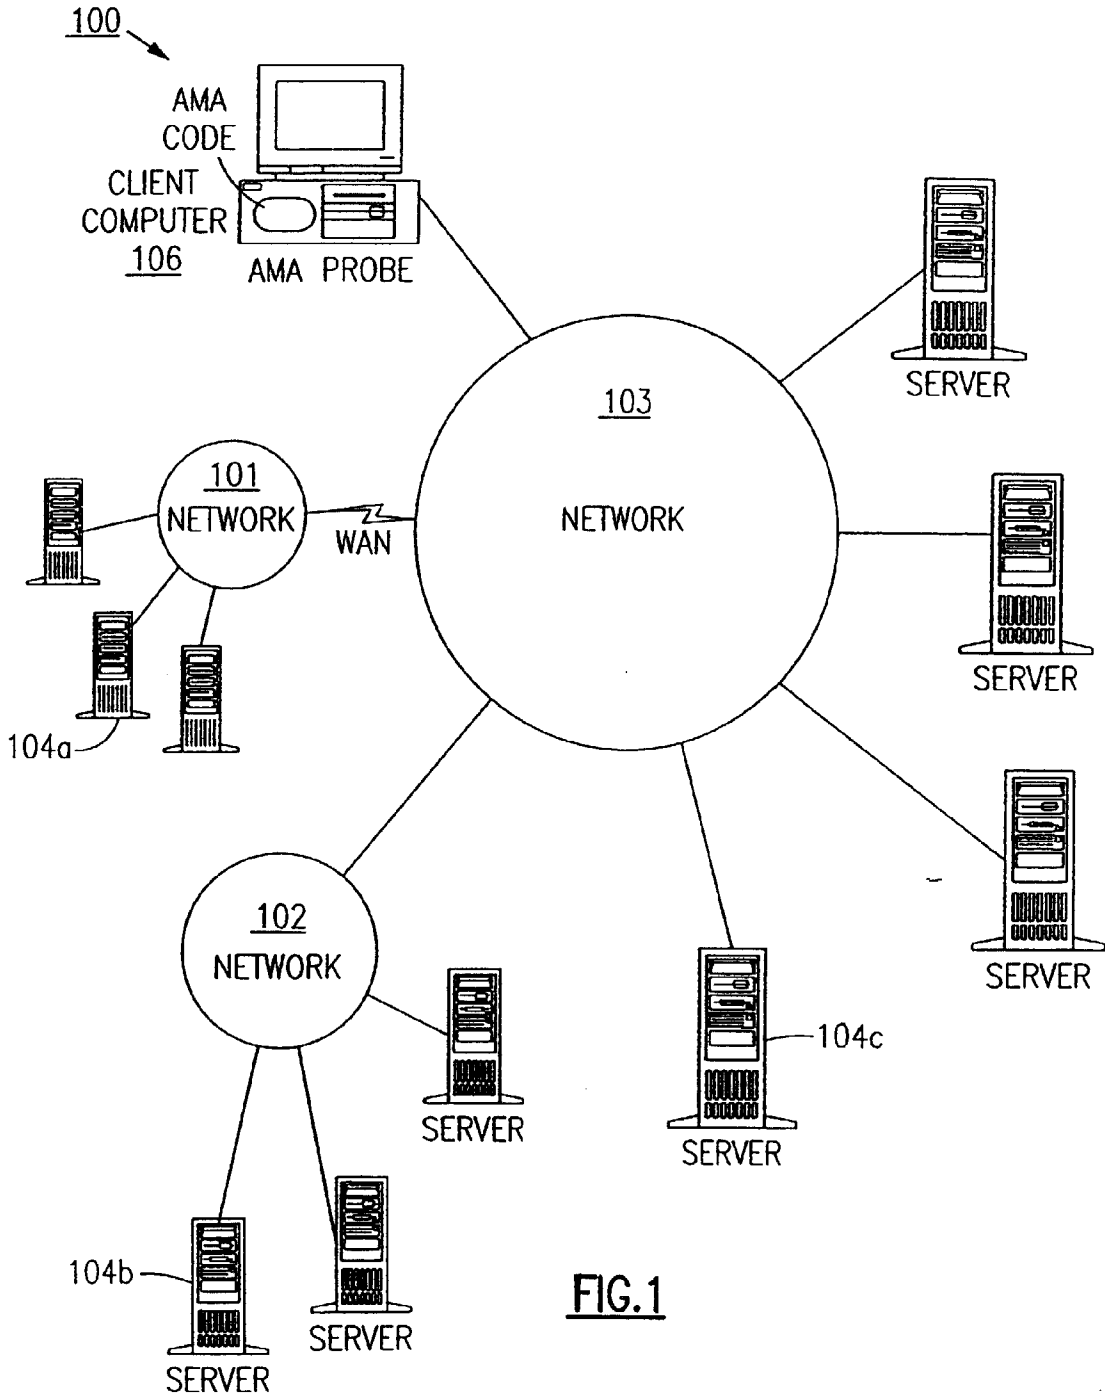 100
AMA
CODE
CLIENT
COMPUTER
106
AMA PROBE
SERVER
103
NETWORK
101
NETWORK
WAN
SERVER
104a
102
NETWORK
SERVER
104c
SERVER
SERVER
104b
SERVER
SERVER
FIG.1